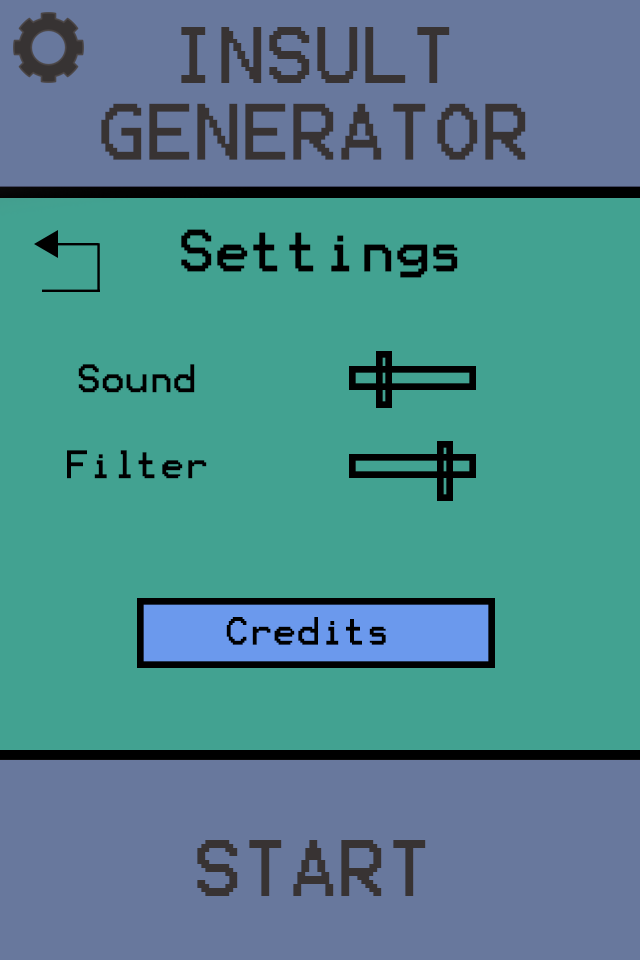 INSULT
GENERATOR
Settings
Sound
Filter
Credits
START